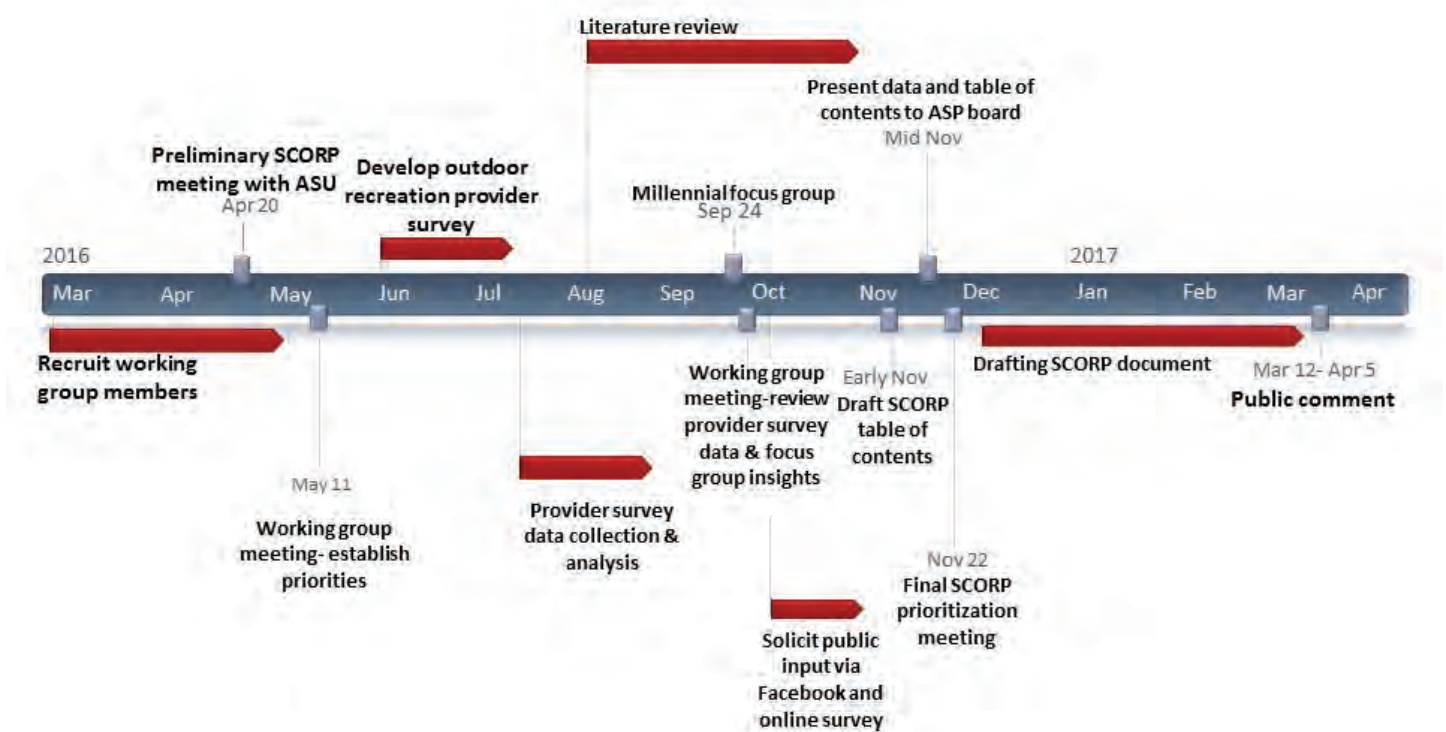 Literature review
Present data and table of
contents to ASP board
Mid Nov
Preliminary SCORP
meeting with ASU
Apr 20
Develop outdoor
recreation provider
survey
Millennial focus group
Sep 24
2016
2017
Mar Apr May Jun Jul Aug Sep Oct Nov Dec Jan Feb Mar Apr
Recruit working
group members
May 11
Working group
meeting- establish
priorities
Provider survey
data collection &
analysis
Working group
meeting-review
provider survey
data & focus
group insights
Solicit public
input via
Facebook and
online survey
Early Nov
Draft SCORP
table of
contents
Nov 22
Final SCORP
prioritization
meeting
Drafting SCORP document
Mar 12- Apr 5
Public comment